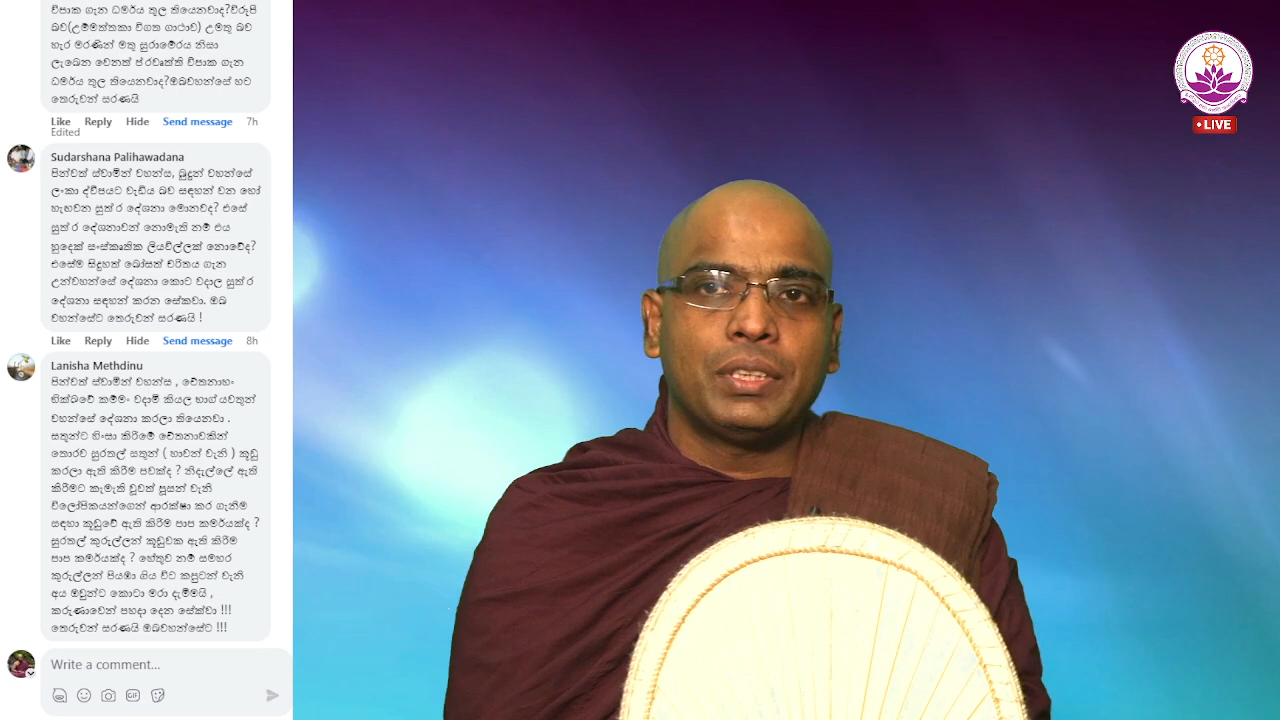 විපාක ගැන ධර්මය තුල තියෙනවාද?විරූපි
බව(උම්මත්තකා විගත ගාථාව) උමතු බව
හැර මරණින් මතු සුරාමේරය නිසා
ලැබෙන වෙනත් ප්‍රවෘත්ති විපාක ගැන
ධර්මය තුල තියෙනවාද?ඔබවහන්සේ හට
තෙරුවන් සරණයි
Like Reply Hide Send message 7h
Edited
Sudarshana Palihawadana
පින්වත් ස්වාමීන් වහන්ස, බුදුන් වහන්සේ
ලංකා ද්වීපයට වැඩිය බව සඳහන් වන හෝ
හැඟවන සූත්‍ර දේශනා මොනවද? එසේ
සූත්‍ර දේශනාවන් නොමැති නම් එය
හුදෙක් සංස්කෘතික ලියවිල්ලක් නොවේද?
එසේම සිදුහත් බෝසත් චරිතය ගැන
උන්වහන්සේ දේශනා කොට වදාල සූත්‍ර
දේශනා සඳහන් කරන සේකවා. ඔබ
වහන්සේට තෙරුවන් සරණයි !
Like Reply Hide Send message 8h
Lanisha Methdinu
පින්වත් ස්වාමීන් වහන්ස , චේතනාහං
භික්ඛවේ කම්මං වදාමි කියල භාග්‍යවතුන්
වහන්සේ දේශනා කරලා තියෙනවා .
සතුන්ට හිංසා කිරීමේ චේතනාවකින්
තොරව සුරතල් සතුන් ( හාවන් වැනි ) කූඩු
කරලා ඇති කිරීම පවක්ද ? නිදැල්ලේ ඇති
කිරීමට කැමැති වූවත් පූසන් වැනි
විලෝපිකයන්ගෙන් ආරක්ෂා කර ගැනීම
සඳහා කූඩුවේ ඇති කිරීම පාප කර්මයක්ද ?
සුරතල් කුරුල්ලන් කූඩුවක ඇති කිරීම
පාප කර්මයක්ද ? හේතුව නම් සමහර
කුරුල්ලන් පියඹා ගිය විට කපුටන් වැනි
අය ඔවුන්ට කොටා මරා දැම්මයි ,
කරුණාවෙන් පහදා දෙන සේක්වා !!!
තෙරුවන් සරණයි ඔබවහන්සේට !!!
Write a comment...
GIF
LIVE